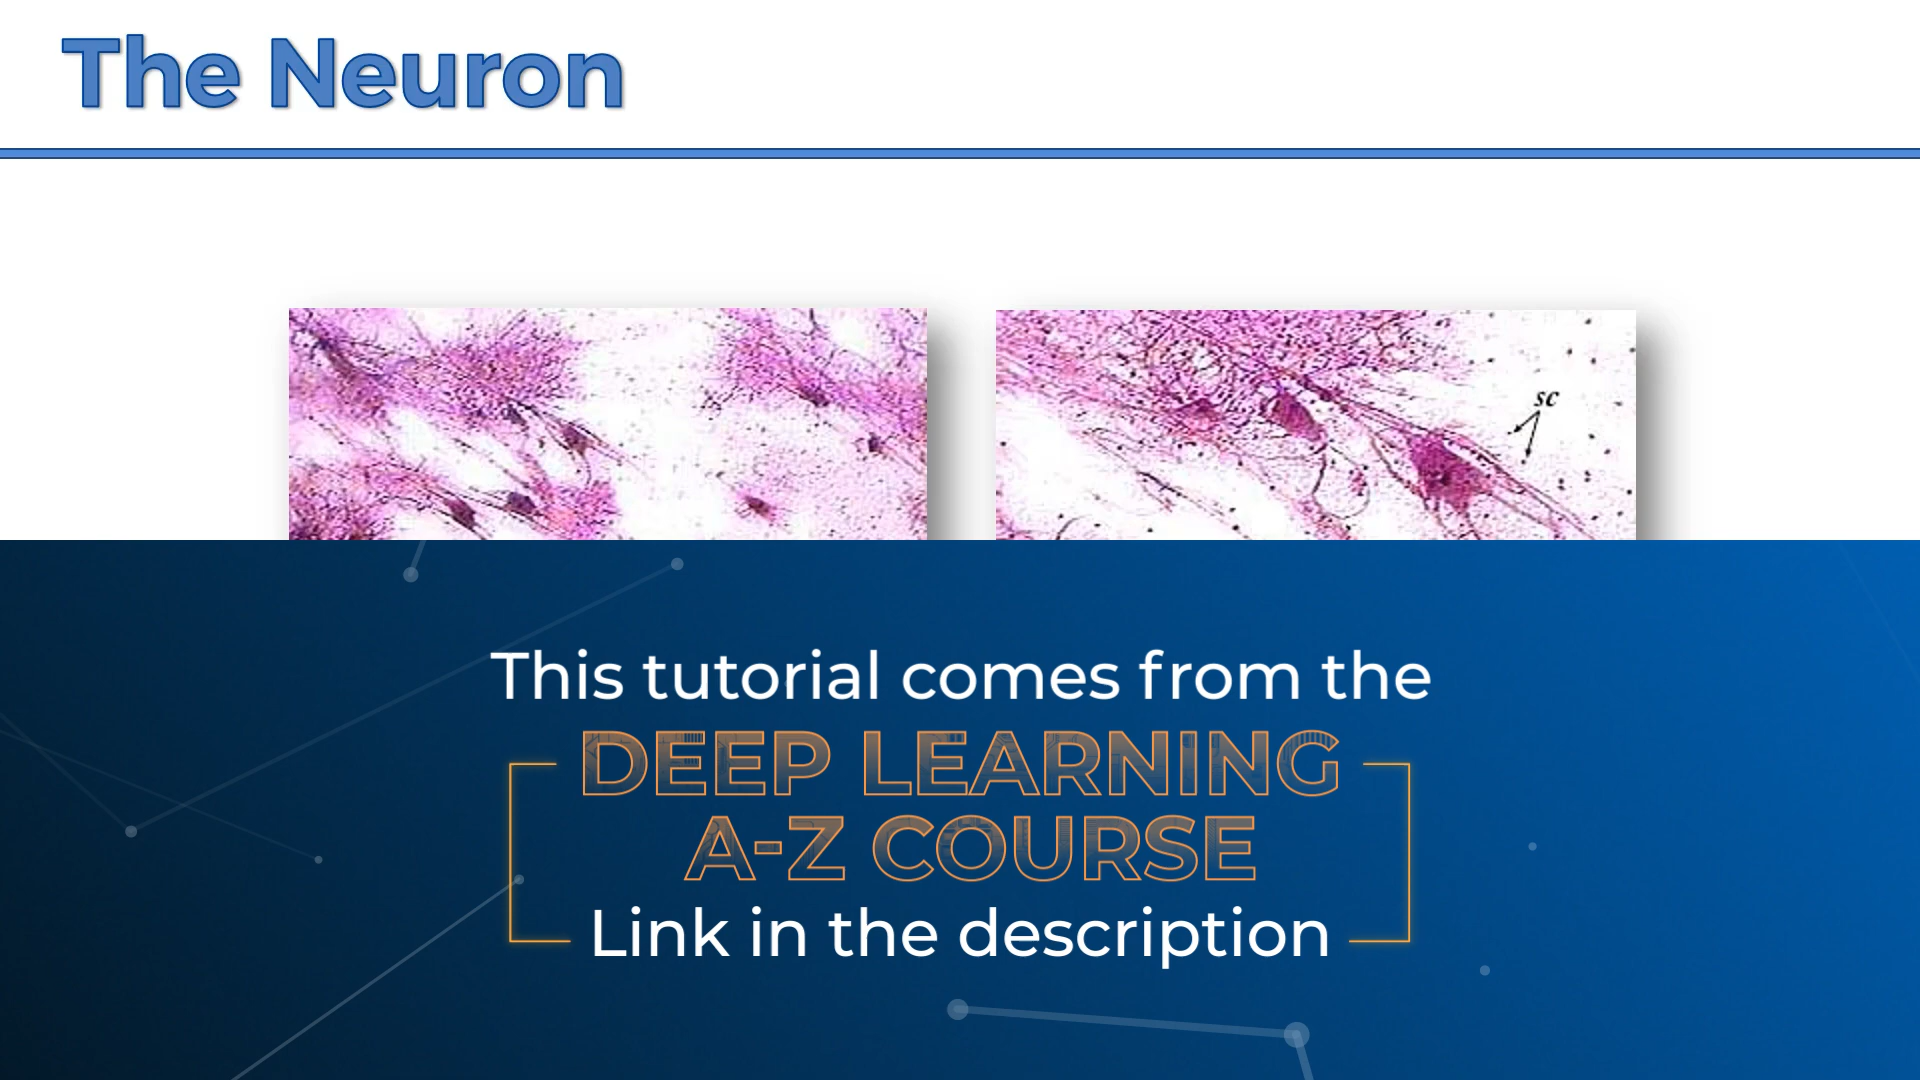 The Neuron
sc
This tutorial comes from the
DEEP LEARNING
A-Z COURSE
Link in the description